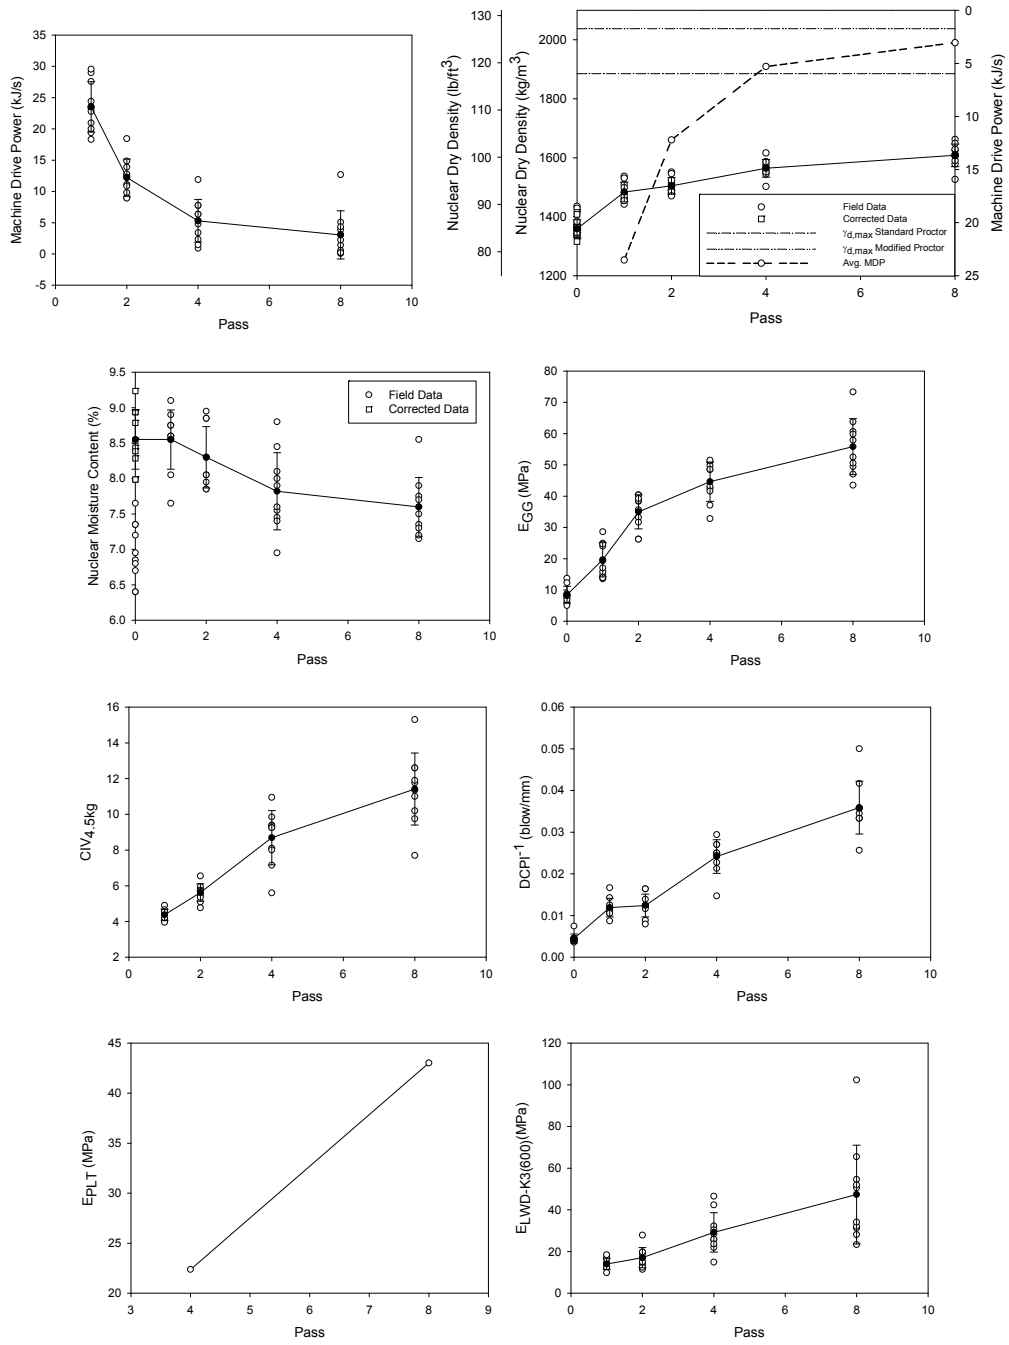 35
30
25
20
15
10
5
0
-5
Machine Drive Power (kJ/s)
0 2 4 6 8 10
Pass
130
120
110
100
90
80
Nuclear Dry Density (lb/ft3)
2000
1800
1600
1400
1200
Nuclear Dry Density (kg/m3)
0
5
10
15
20
25
Machine Drive Power (kJ/s)
Field Data
Corrected Data
γd,max Standard Proctor
γd,max Modified Proctor
Avg. MDP
0 2 4 6 8
Pass
9.5
9.0
8.5
8.0
7.5
7.0
6.5
6.0
Nuclear Moisture Content (%)
Field Data
Corrected Data
0 2 4 6 8 10
Pass
80
70
60
50
40
30
20
10
0
EGG (MPa)
0 2 4 6 8 10
Pass
16
14
12
10
8
6
4
2
CIV4.5kg
0 2 4 6 8 10
Pass
0.06
0.05
0.04
0.03
0.02
0.01
0.00
DCPI-1 (blow/mm)
0 2 4 6 8 10
Pass
45
40
35
30
25
20
EPLT (MPa)
3 4 5 6 7 8 9
Pass
120
100
80
60
40
20
0
ELWD-K3(600)(MPa)
0 2 4 6 8 10
Pass